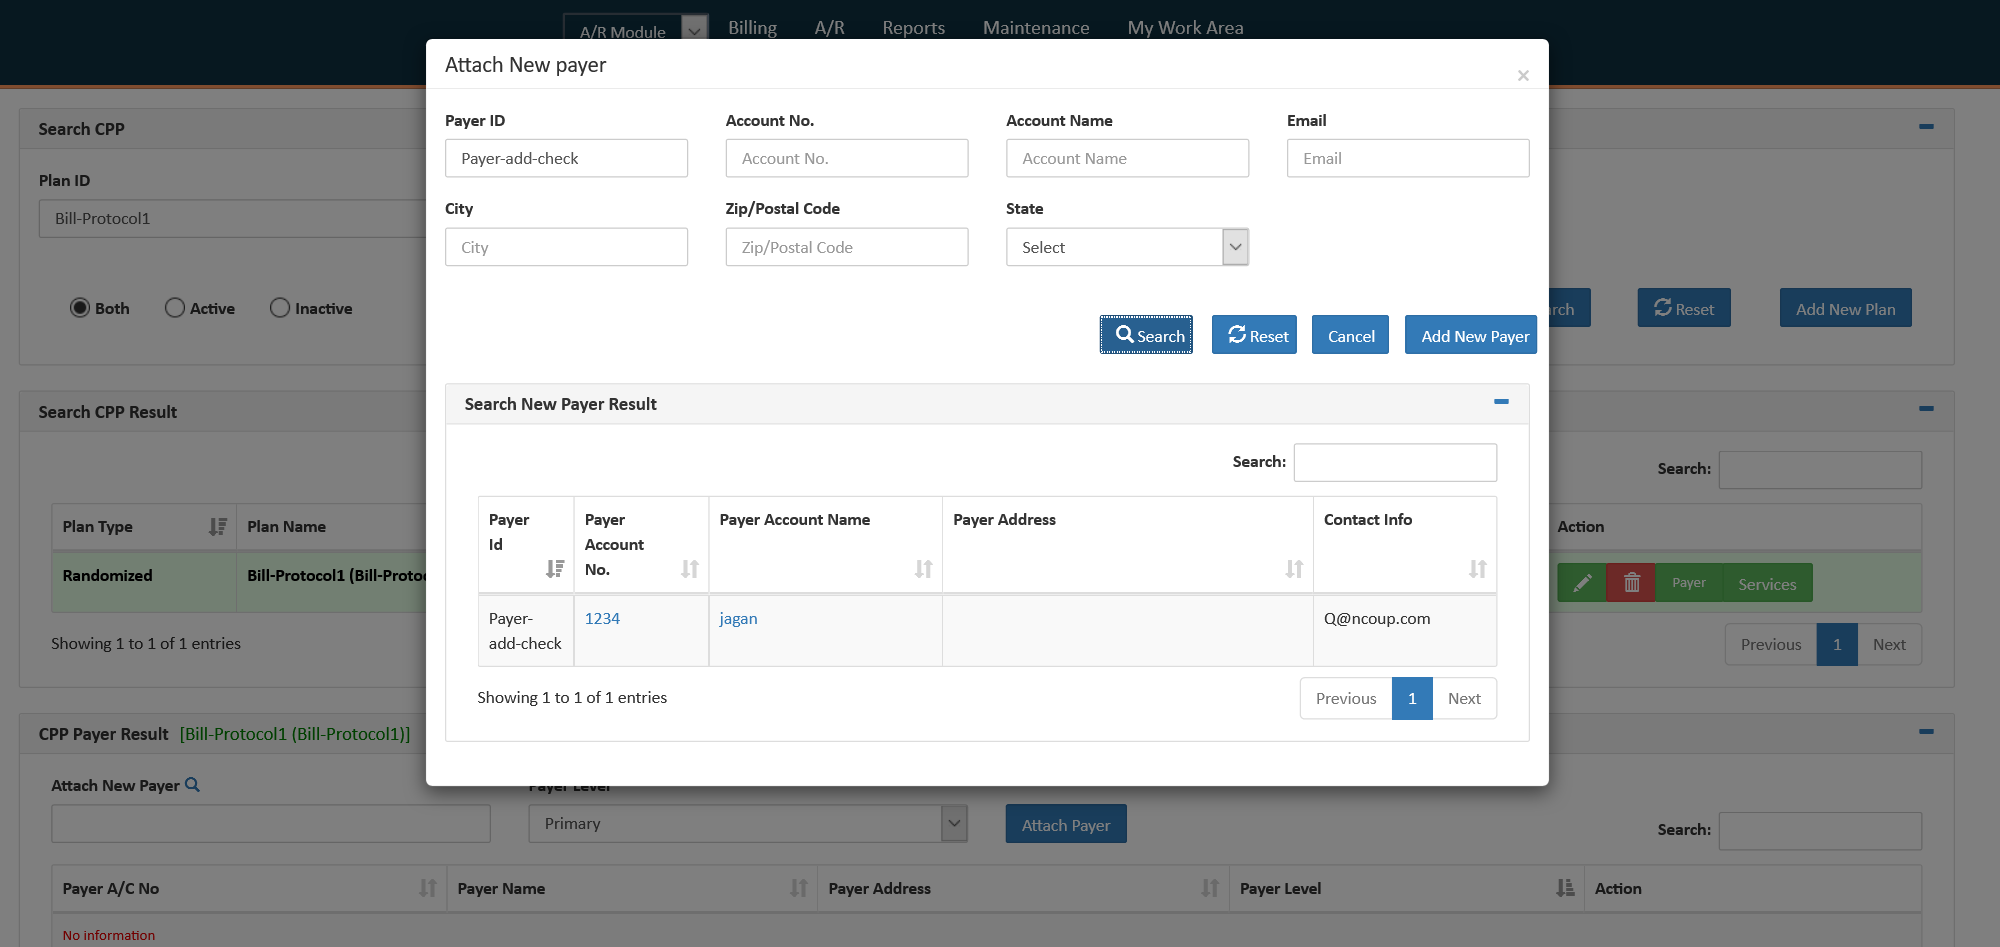 A/R Module Billing A/R Reports Maintenance My Work Area
Attach New payer
×
Payer ID Account No. Account Name Email
Payer-add-check Account No. Account Name Email
City Zip/Postal Code State
City Zip/Postal Code Select
Search Reset Cancel Add New Payer
Search New Payer Result
Search:
Payer Id Payer Account No. Payer Account Name Payer Address Contact Info
Payer-add-check 1234 jagan Q@ncoup.com
Showing 1 to 1 of 1 entries
Previous 1 Next
Search CPP
Plan ID
Bill-Protocol1
Both Active Inactive
Reset Add New Plan
Search CPP Result
Search:
Plan Type Plan Name Action
Randomized Bill-Protocol1 Payer Services
Showing 1 to 1 of 1 entries
Previous 1 Next
CPP Payer Result [Bill-Protocol1 (Bill-Protocol1)]
Attach New Payer Payer Level
Primary Attach Payer
Search:
Payer A/C No Payer Name Payer Address Payer Level Action
No information